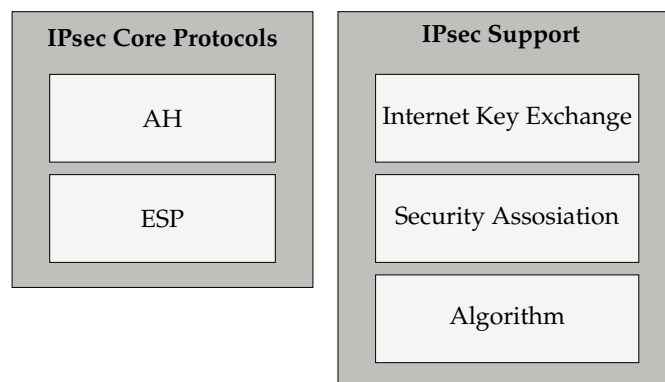 IPsec Core Protocols
AH
ESP
IPsec Support
Internet Key Exchange
Security Assosiation
Algorithm